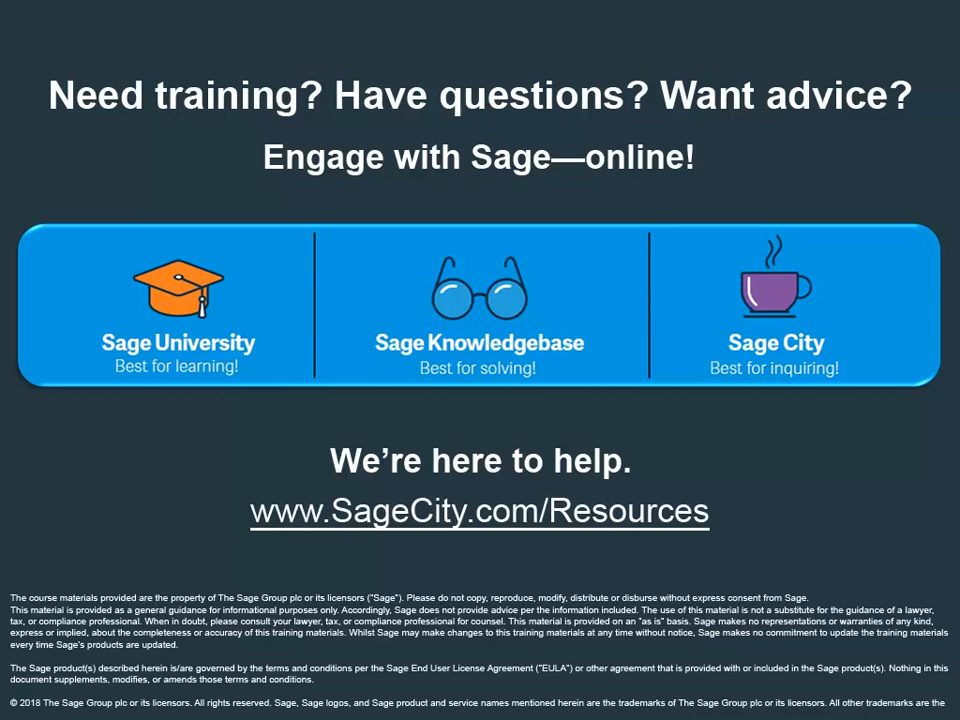 Need training? Have questions? Want advice?
Engage with Sage—online!
Sage University
Best for learning!
Sage Knowledgebase
Best for solving!
Sage City
Best for inquiring!
We’re here to help.
www.SageCity.com/Resources
The course materials provided are the property of The Sage Group plc or its licensors ("Sage"). Please do not copy, reproduce, modify, distribute or disburse without express consent from Sage.
This material is provided as a general guidance for informational purposes only. Accordingly, Sage does not provide advice per the information included. The use of this material is not a substitute for the guidance of a lawyer,
tax, or compliance professional. When in doubt, please consult your lawyer, tax, or compliance professional for counsel. This material is provided on an "as is" basis. Sage makes no representations or warranties of any kind,
express or implied, about the completeness or accuracy of this training materials. Whilst Sage may make changes to this training materials at any time without notice, Sage makes no commitment to update the training materials
every time Sage's products are updated.
The Sage product(s) described herein is/are governed by the terms and conditions per the Sage End User License Agreement ("EULA") or other agreement that is provided with or included in the Sage product(s). Nothing in this
document supplements, modifies, or amends those terms and conditions.
© 2018 The Sage Group plc or its licensors. All rights reserved. Sage, Sage logos, and Sage product and service names mentioned herein are the trademarks of The Sage Group plc or its licensors. All other trademarks are the